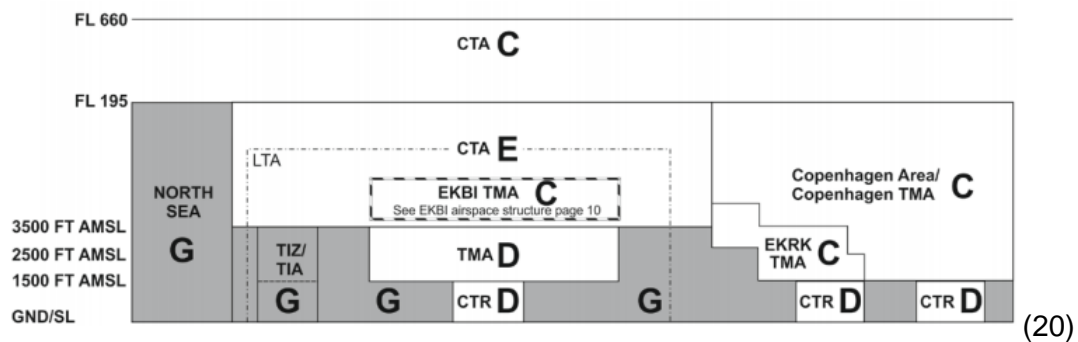 FL 660
CTA C
FL 195
CTA E
LTA
EKBI TMA C
See EKBI airspace structure page 10
Copenhagen Area/
Copenhagen TMA C
NORTH
SEA
G
3500 FT AMSL
2500 FT AMSL
1500 FT AMSL
GND/SL
TIZ/
TIA
G
G
TMA D
CTR D
G
EKRK
TMA C
CTR D
CTR D
(20)